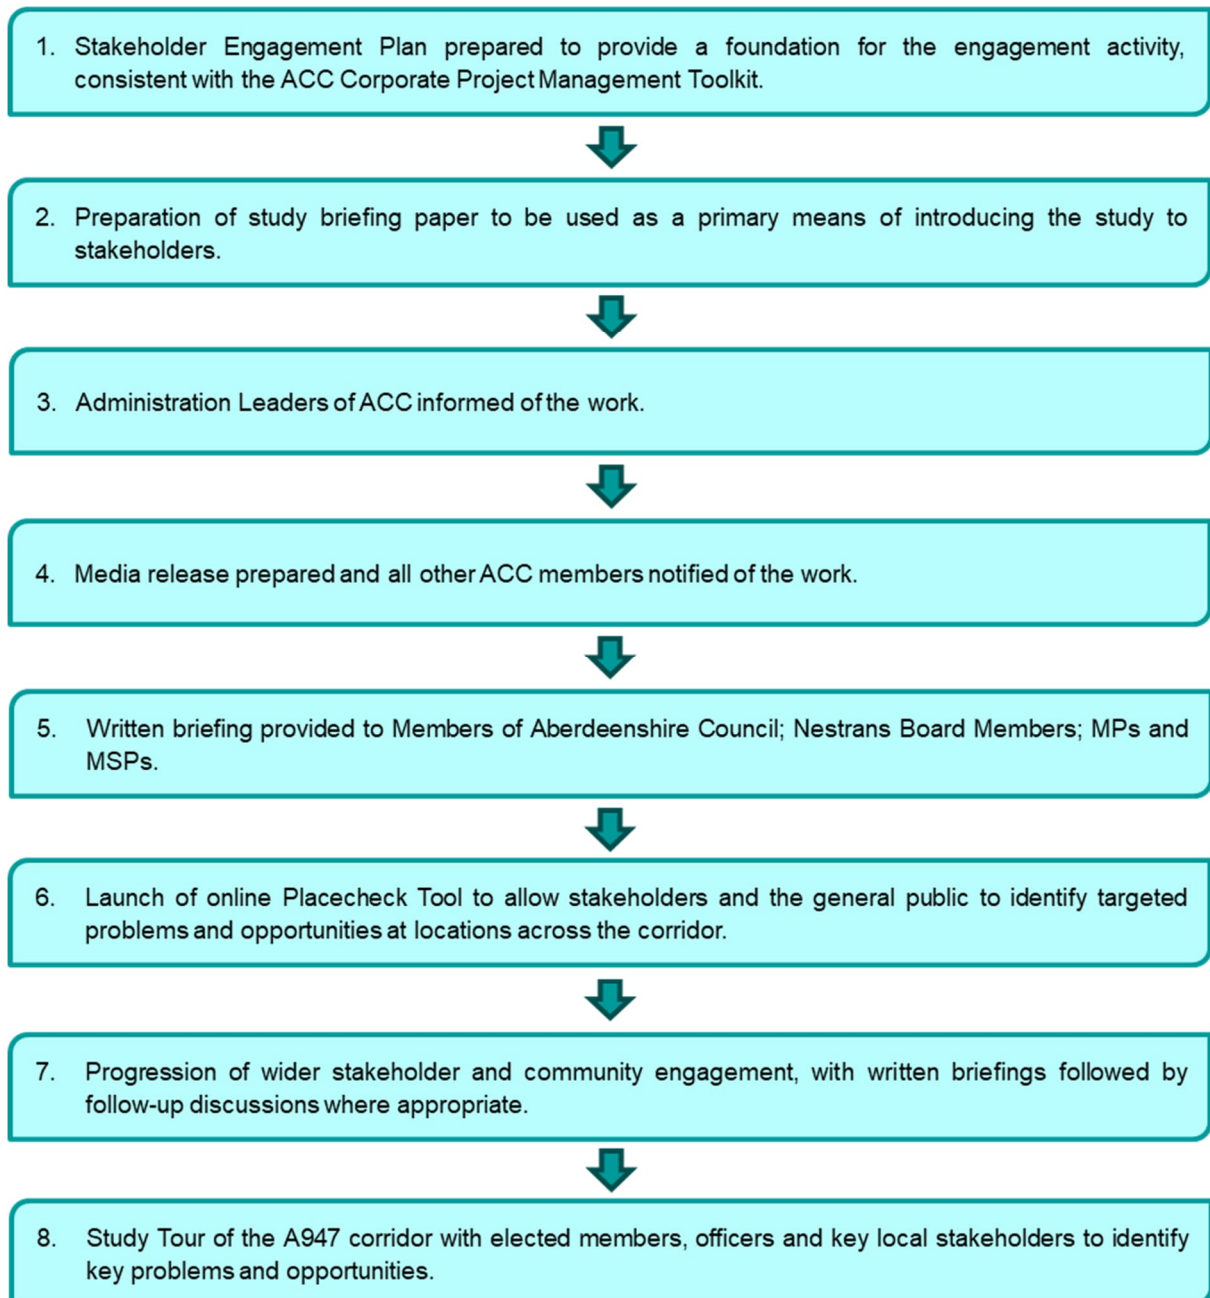 1. Stakeholder Engagement Plan prepared to provide a foundation for the engagement activity,
consistent with the ACC Corporate Project Management Toolkit.
2. Preparation of study briefing paper to be used as a primary means of introducing the study to
stakeholders.
3. Administration Leaders of ACC informed of the work.
4. Media release prepared and all other ACC members notified of the work.
5. Written briefing provided to Members of Aberdeenshire Council; Nestrans Board Members; MPs and
MSPs.
6. Launch of online Placecheck Tool to allow stakeholders and the general public to identify targeted
problems and opportunities at locations across the corridor.
7. Progression of wider stakeholder and community engagement, with written briefings followed by
follow-up discussions where appropriate.
8. Study Tour of the A947 corridor with elected members, officers and key local stakeholders to identify
key problems and opportunities.